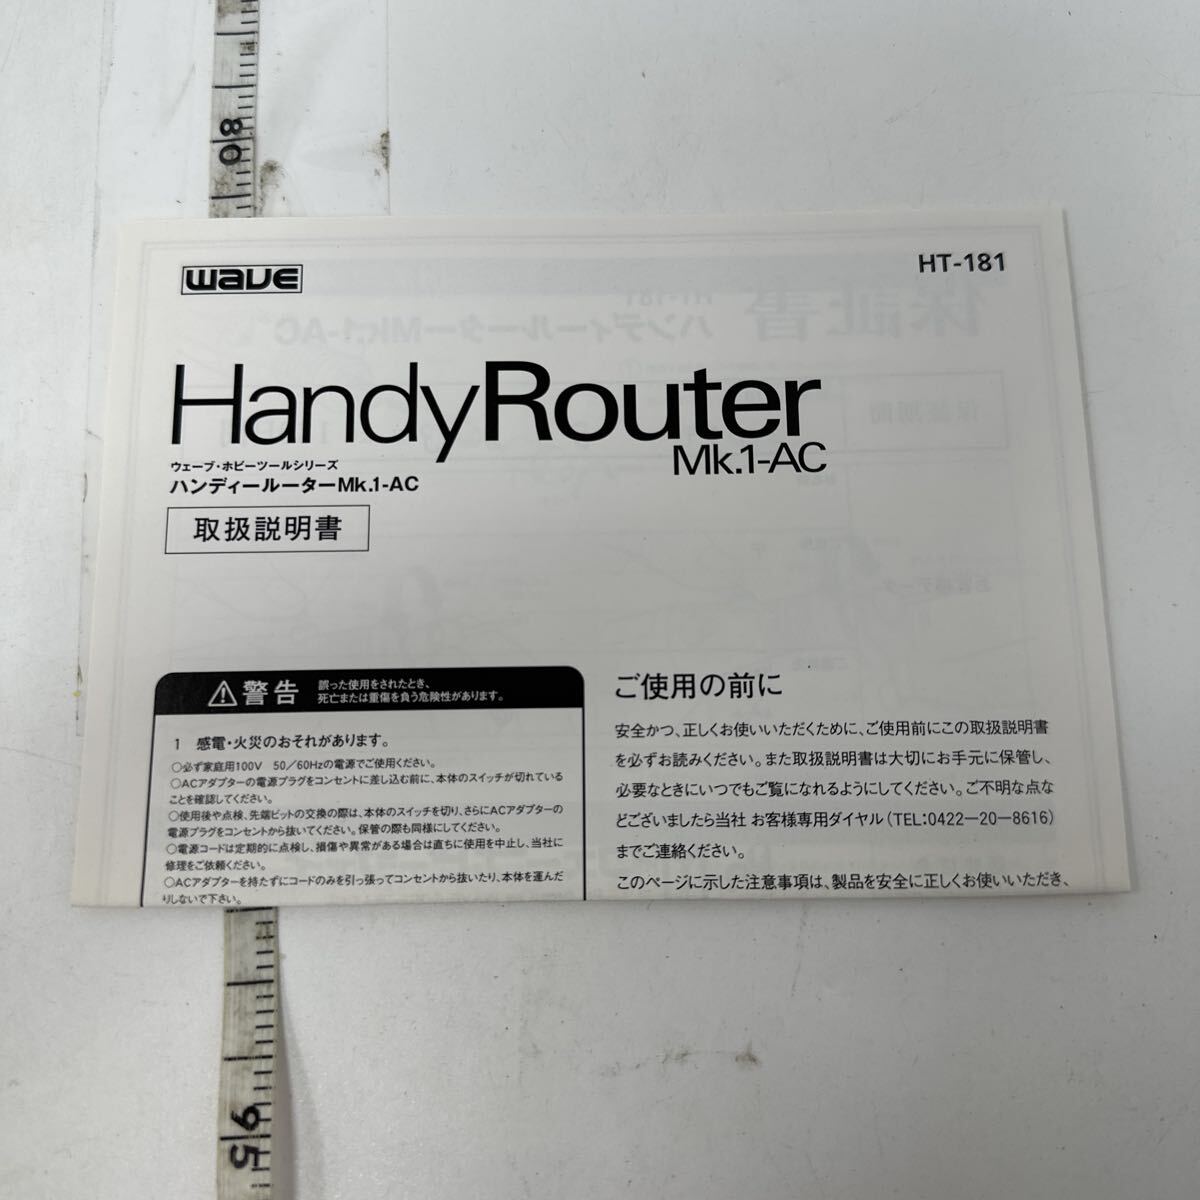 80
wave
HT-181
HandyRouter
Mk.1-AC
ウェーブ・ホビーツールシリーズ
ハンディールーターMk.1-AC
取扱説明書
警告
誤った使用をされたとき、
死亡または重傷を負う危険性があります。
1 感電・火災のおそれがあります。
○必ず家庭用100V 50/60Hzの電源でご使用ください。
○ACアダプターの電源プラグをコンセントに差し込む前に、本体のスイッチが切れている
ことを確認してください。
○使用後や点検、先端ビットの交換の際は、本体のスイッチを切り、さらにACアダプターの
電源プラグをコンセントから抜いてください。保管の際も同様にしてください。
○電源コードは定期的に点検し、損傷や異常がある場合は直ちに使用を中止し、当社に
修理をご依頼ください。
○ACアダプターを持たずにコードのみを引っ張ってコンセントから抜いたり、本体を運んだ
りしないで下さい。
ご使用の前に
安全かつ、正しくお使いいただくために、ご使用前にこの取扱説明書
を必ずお読みください。また取扱説明書は大切にお手元に保管し、
必要なときにいつでもご覧になれるようにしてください。ご不明な点な
どございましたら当社 お客様専用ダイヤル（TEL:0422-20-8616）
までご連絡ください。
このページに示した注意事項は、製品を安全に正しくお使いいただき、
95